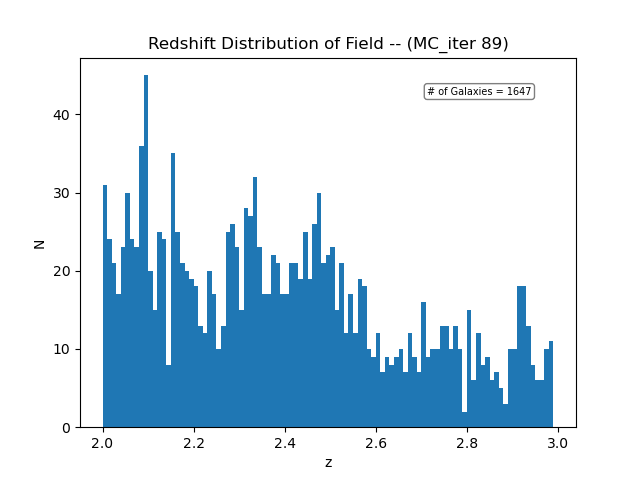 Redshift Distribution of Field -- (MC_iter 89)
# of Galaxies = 1647
N
40
30
20
10
0
2.0 2.2 2.4 2.6 2.8 3.0
z